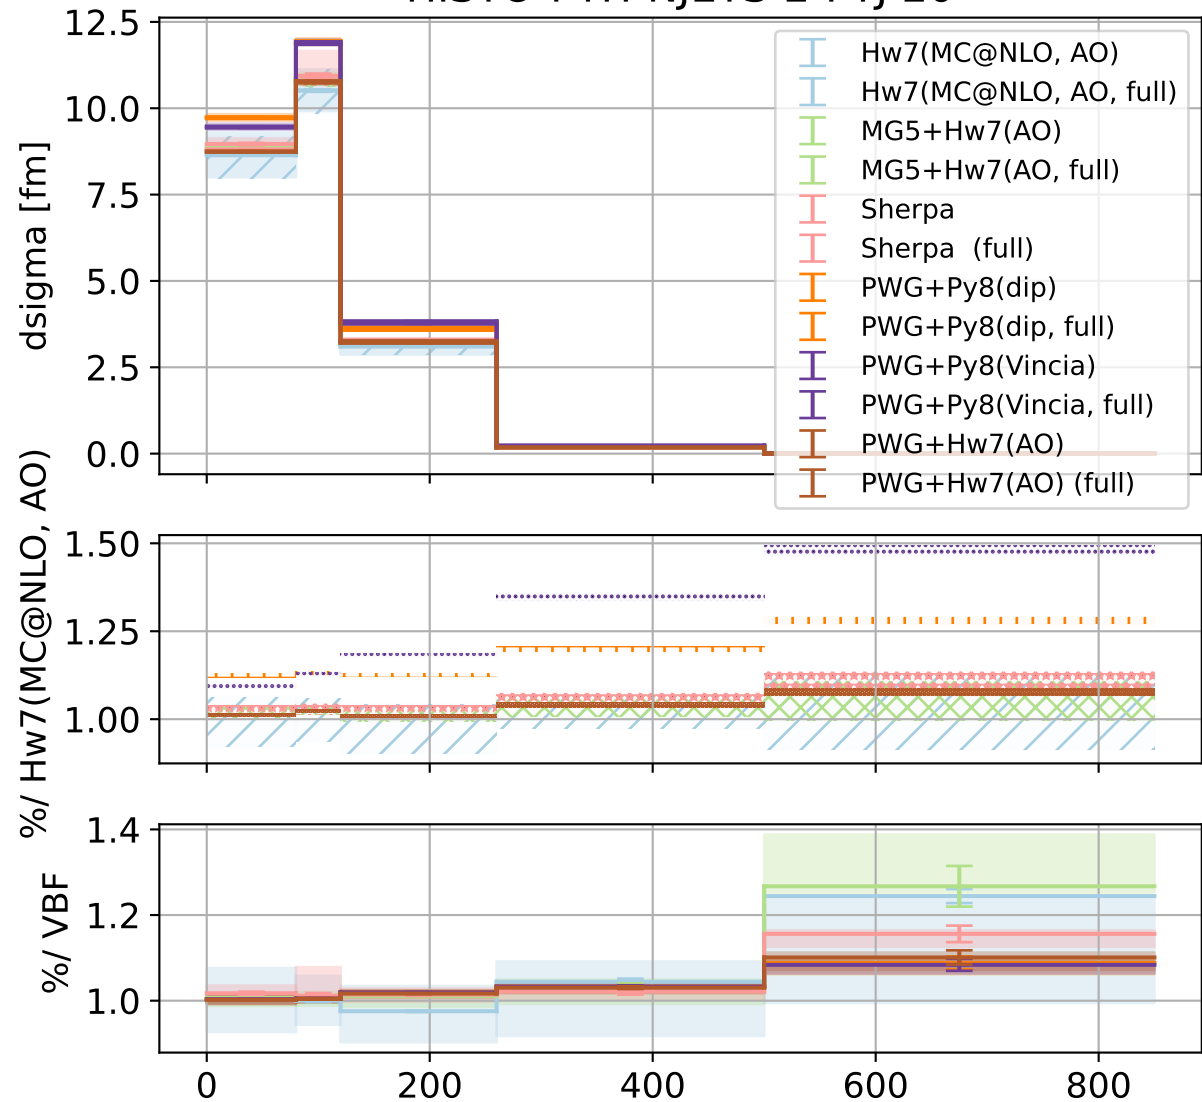 12.5
10.0
7.5
5.0
2.5
0.0
dsigma [fm]
Hw7(MC@NLO, AO)
Hw7(MC@NLO, AO, full)
MG5+Hw7(AO)
MG5+Hw7(AO, full)
Sherpa
Sherpa (full)
PWG+Py8(dip)
PWG+Py8(dip, full)
PWG+Py8(Vincia)
PWG+Py8(Vincia, full)
PWG+Hw7(AO)
PWG+Hw7(AO) (full)
1.50
1.25
1.00
%/ Hw7(MC@NLO, AO)
1.4
1.2
1.0
%/ VBF
0 200 400 600 800